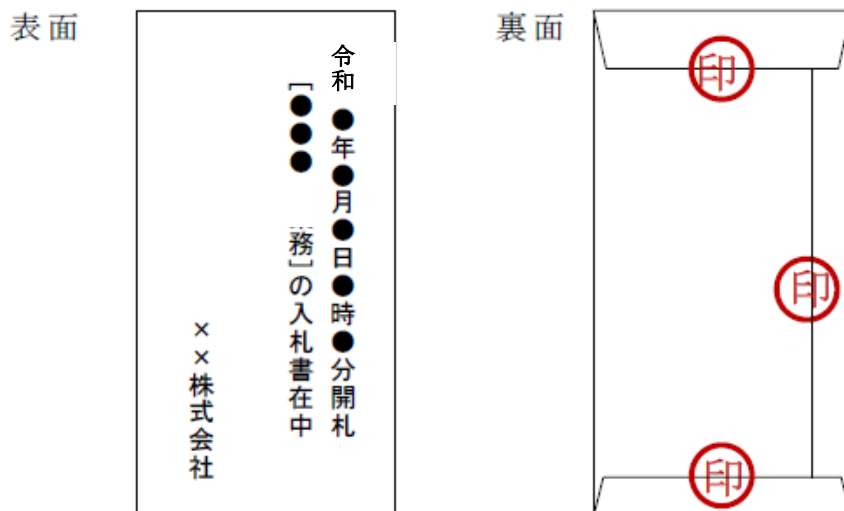 表面
令和　●年●月●日●時●分開札
[●●●　務]の入札書在中
××株式会社
裏面
印
印
印